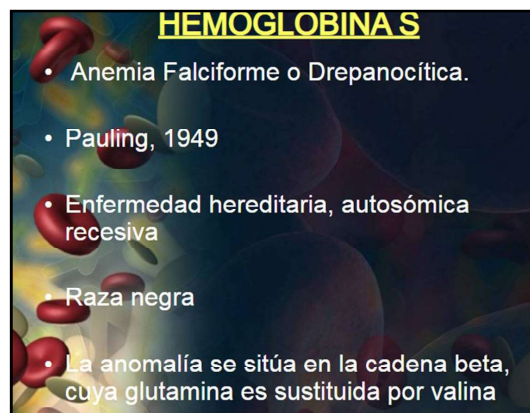 HEMOGLOBINA S
• Anemia Falciforme o Drepanocítica.
• Pauling, 1949
• Enfermedad hereditaria, autosómica
recesiva
• Raza negra
• La anomalía se sitúa en la cadena beta,
cuya glutamina es sustituida por valina